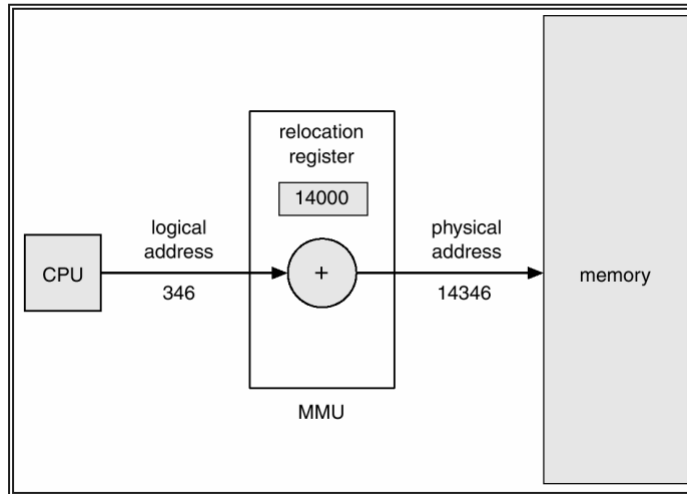 relocation
register
14000
logical
address
physical
address
CPU
+
memory
346
14346
MMU